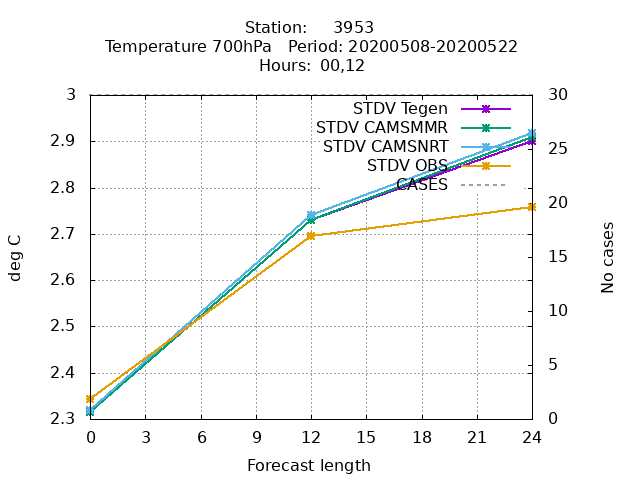 Station: 3953
Temperature 700hPa Period: 20200508-20200522
Hours: 00,12
STDV Tegen
STDV CAMSMMR
STDV CAMSNRT
STDV OBS
CASES
3
2.9
2.8
2.7
2.6
2.5
2.4
2.3
deg C
30
25
20
15
10
5
0
No cases
0 3 6 9 12 15 18 21 24
Forecast length